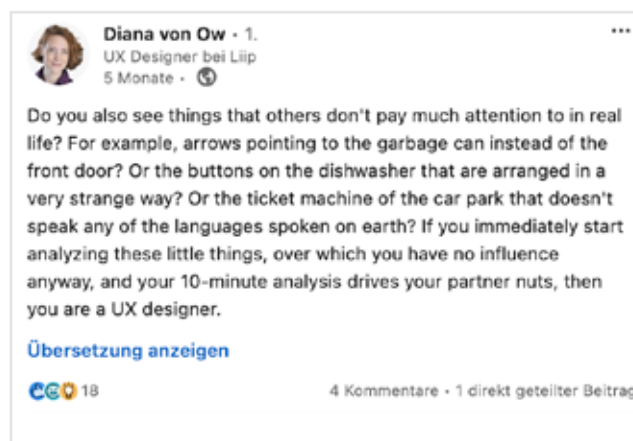 Diana von Ow • 1.
UX Designer bei Liip
5 Monate •
Do you also see things that others don't pay much attention to in real
life? For example, arrows pointing to the garbage can instead of the
front door? Or the buttons on the dishwasher that are arranged in a
very strange way? Or the ticket machine of the car park that doesn't
speak any of the languages spoken on earth? If you immediately start
analyzing these little things, over which you have no influence
anyway, and your 10-minute analysis drives your partner nuts, then
you are a UX designer.
Übersetzung anzeigen
18
4 Kommentare • 1 direkt geteilter Beitrag